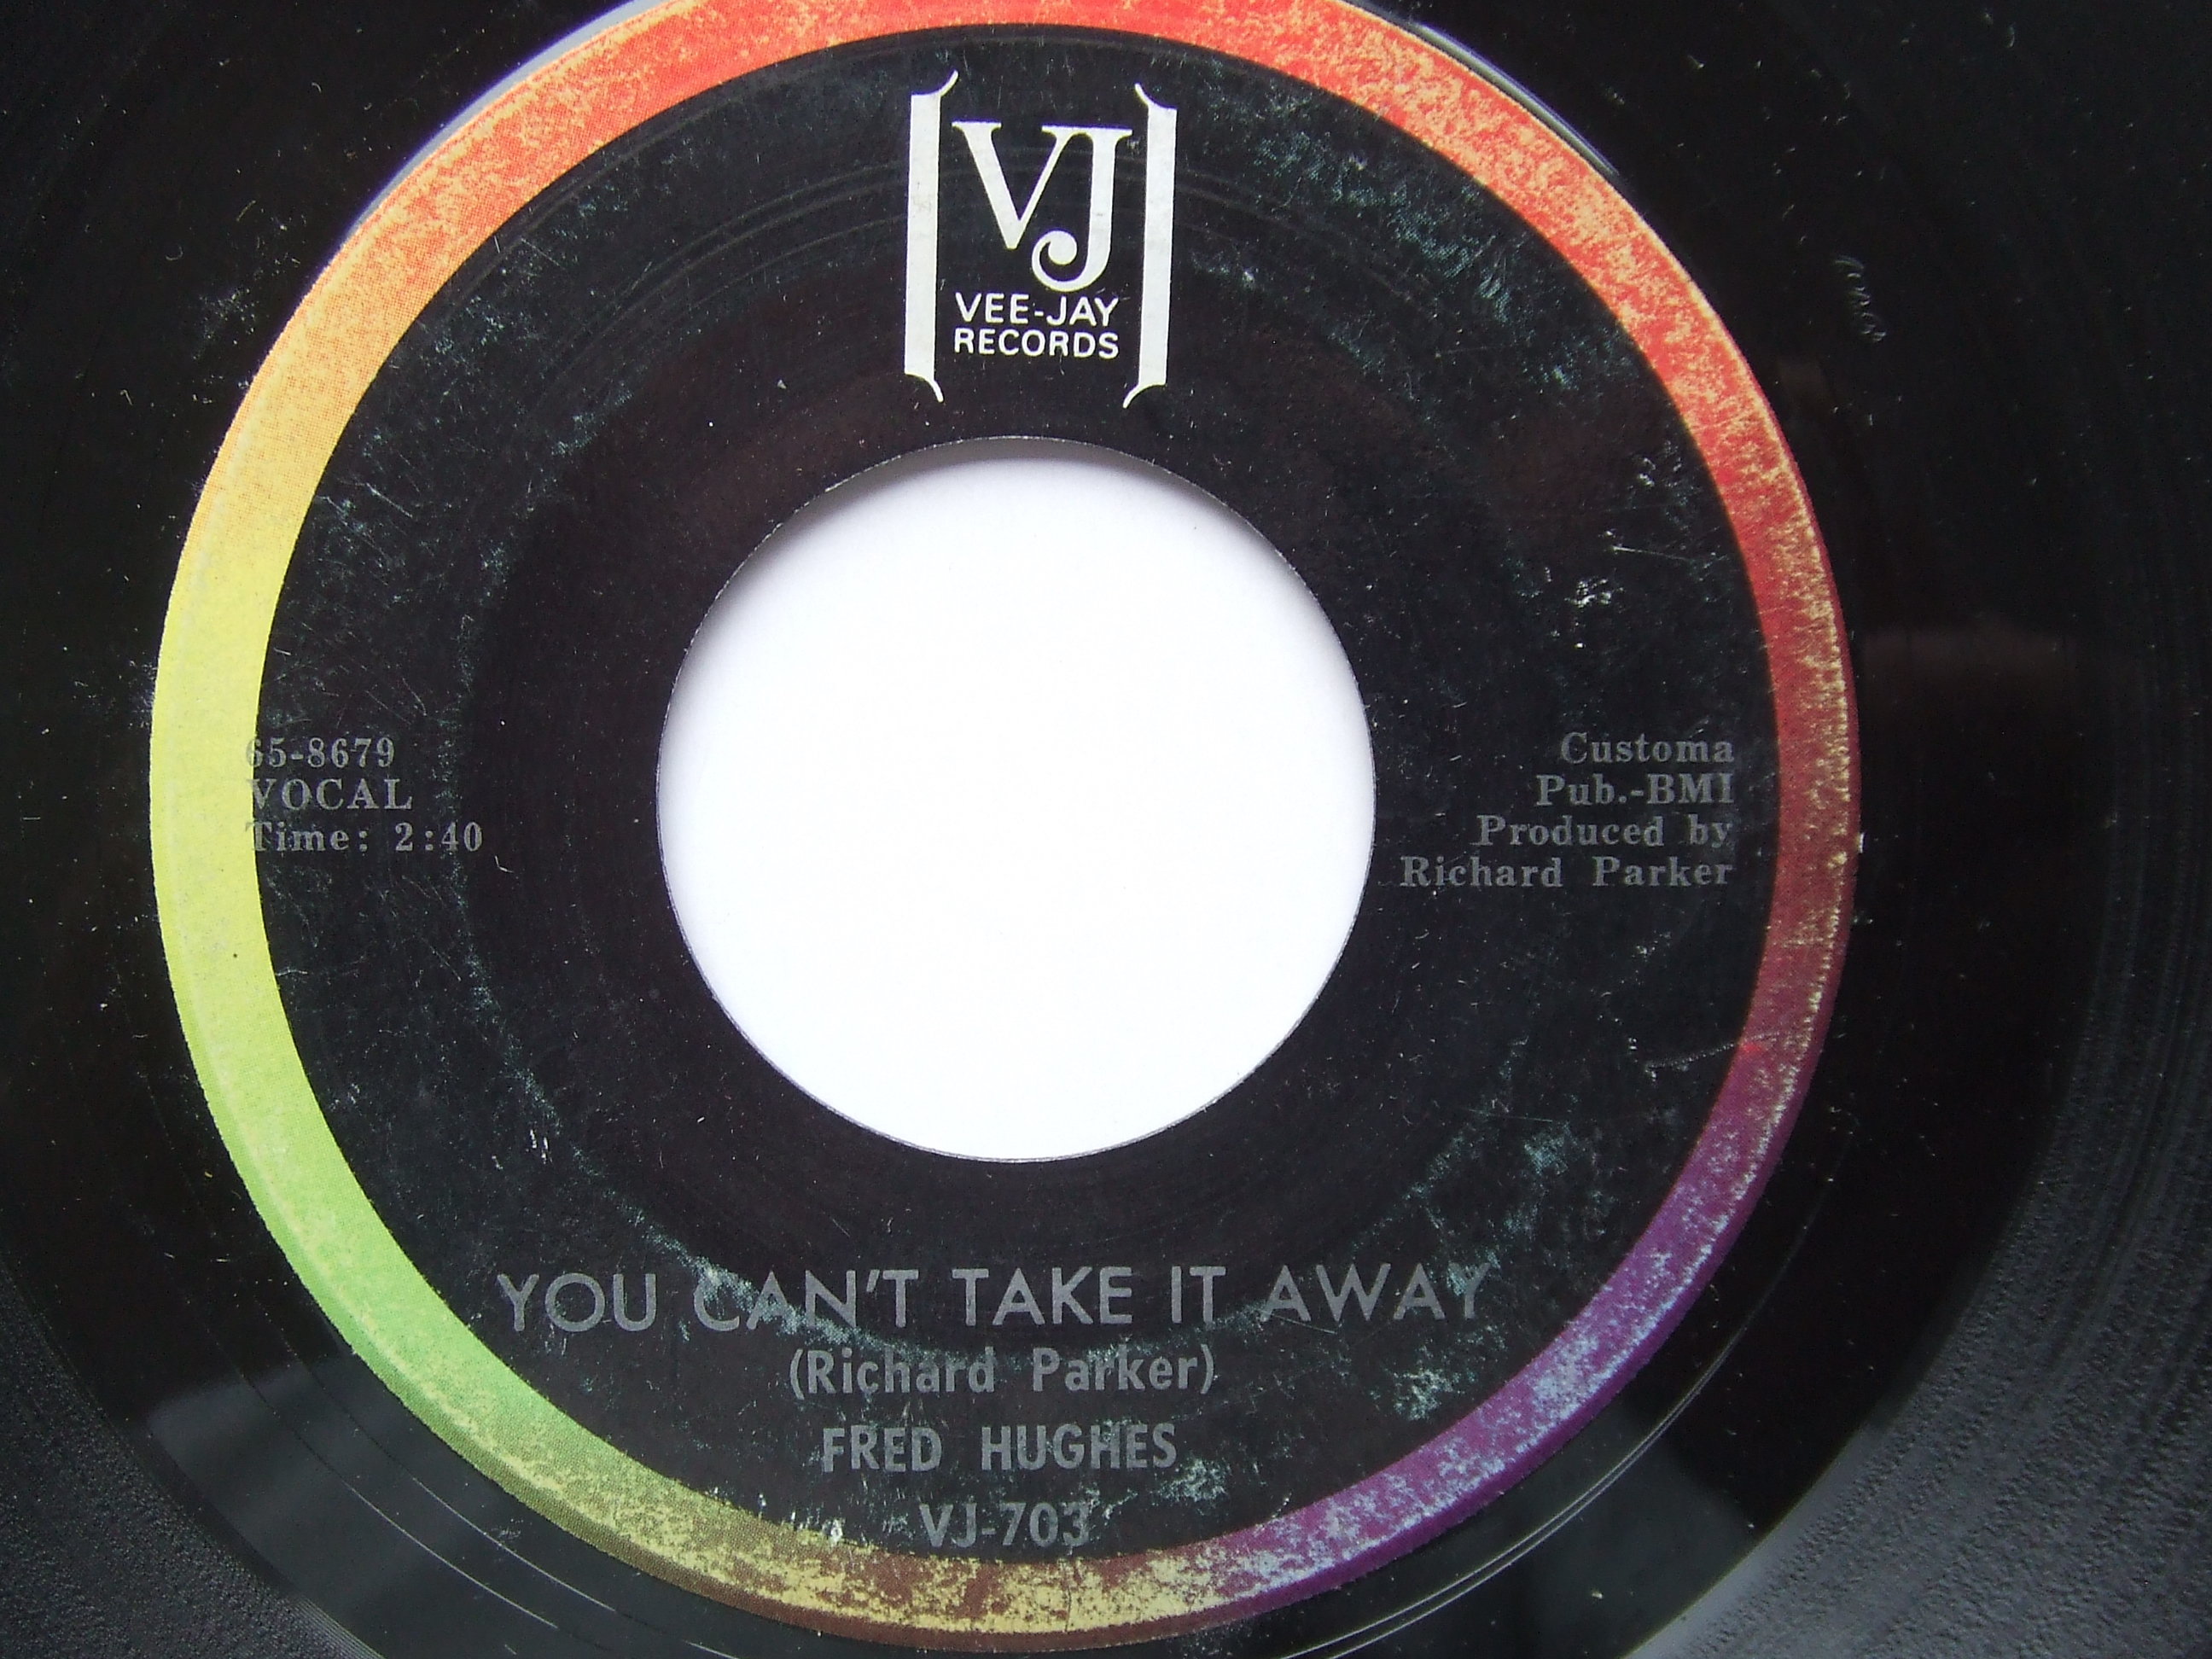 VJ
VEE-JAY
RECORDS
65-8679
VOCAL
Time: 2:40
Customa
Pub.-BMI
Produced by
Richard Parker
YOU CAN'T TAKE IT AWAY
(Richard Parker)
FRED HUGHES
VJ-703